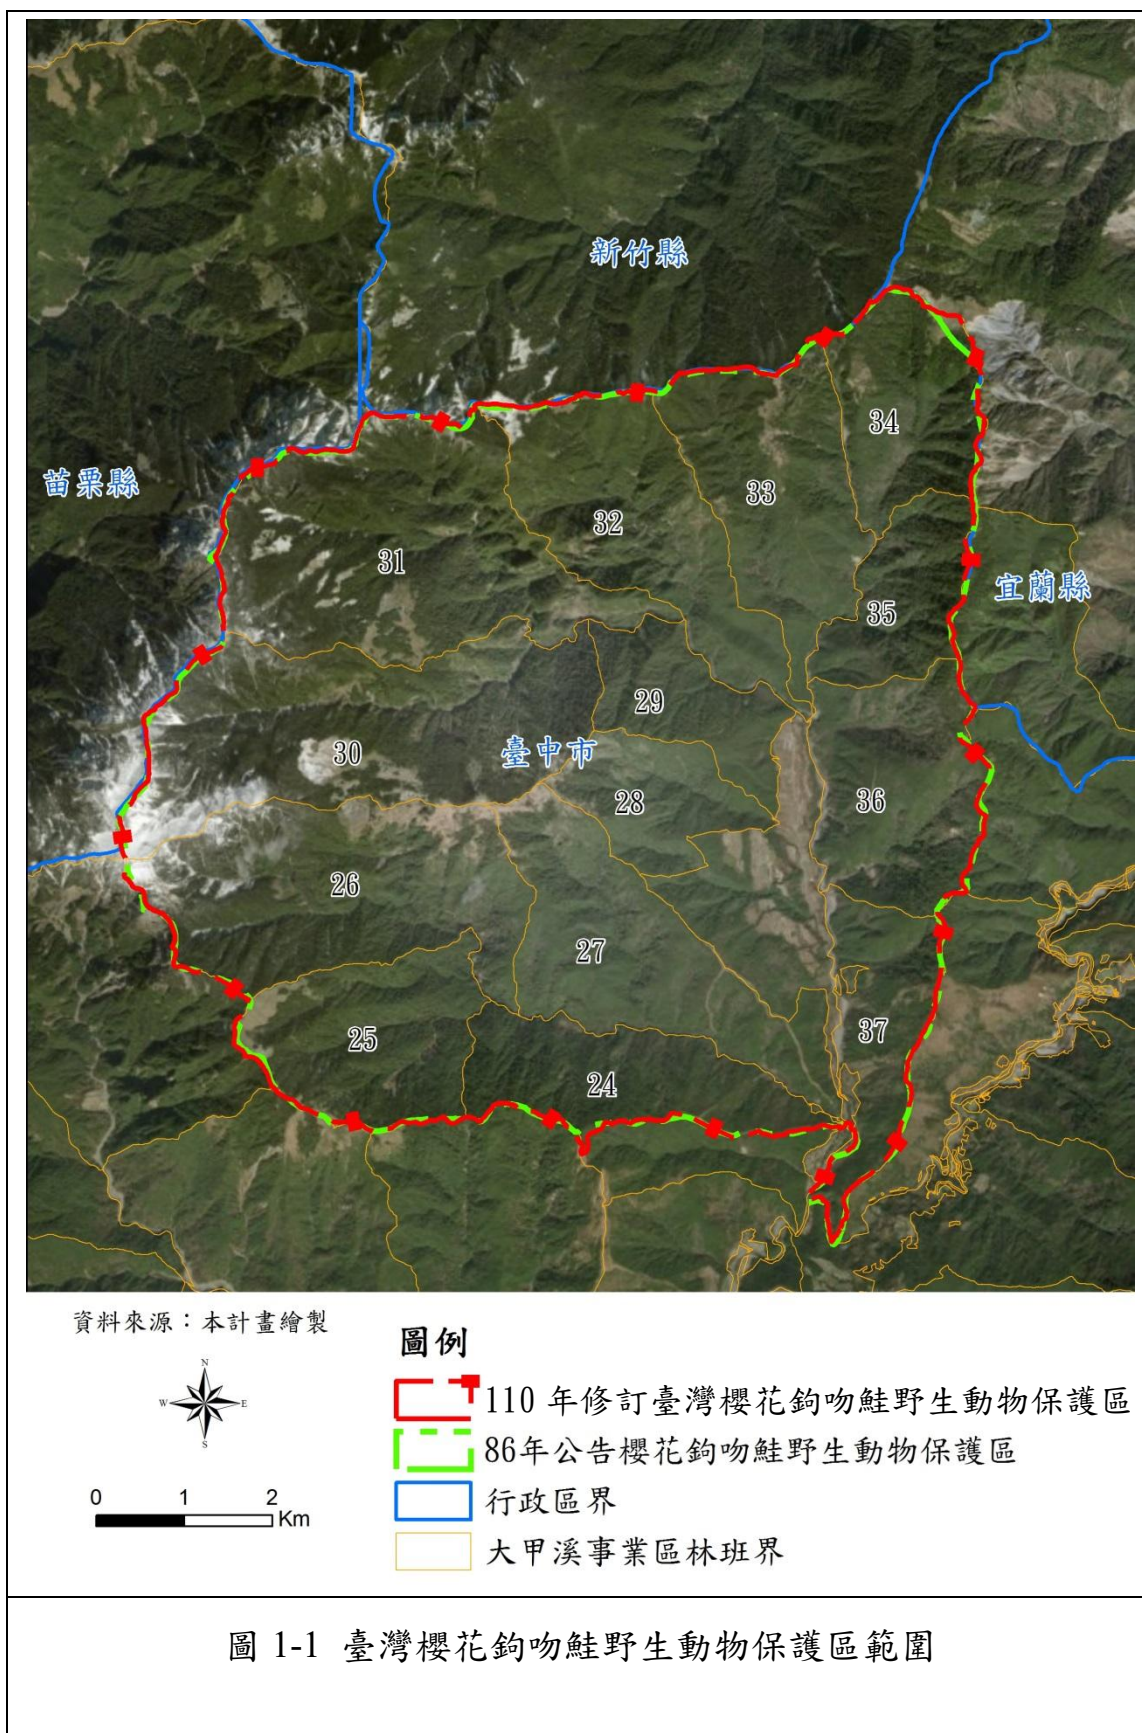 新竹縣
34
苗栗縣
33
32
31
宜蘭縣
35
29
30
臺中市
28
36
26
27
37
25
24
資料來源：本計畫繪製
圖例
N
W
E
S
110 年修訂臺灣櫻花鉤吻鮭野生動物保護區
86年公告櫻花鉤吻鮭野生動物保護區
0 1 2
Km
行政區界
大甲溪事業區林班界
圖 1-1 臺灣櫻花鉤吻鮭野生動物保護區範圍